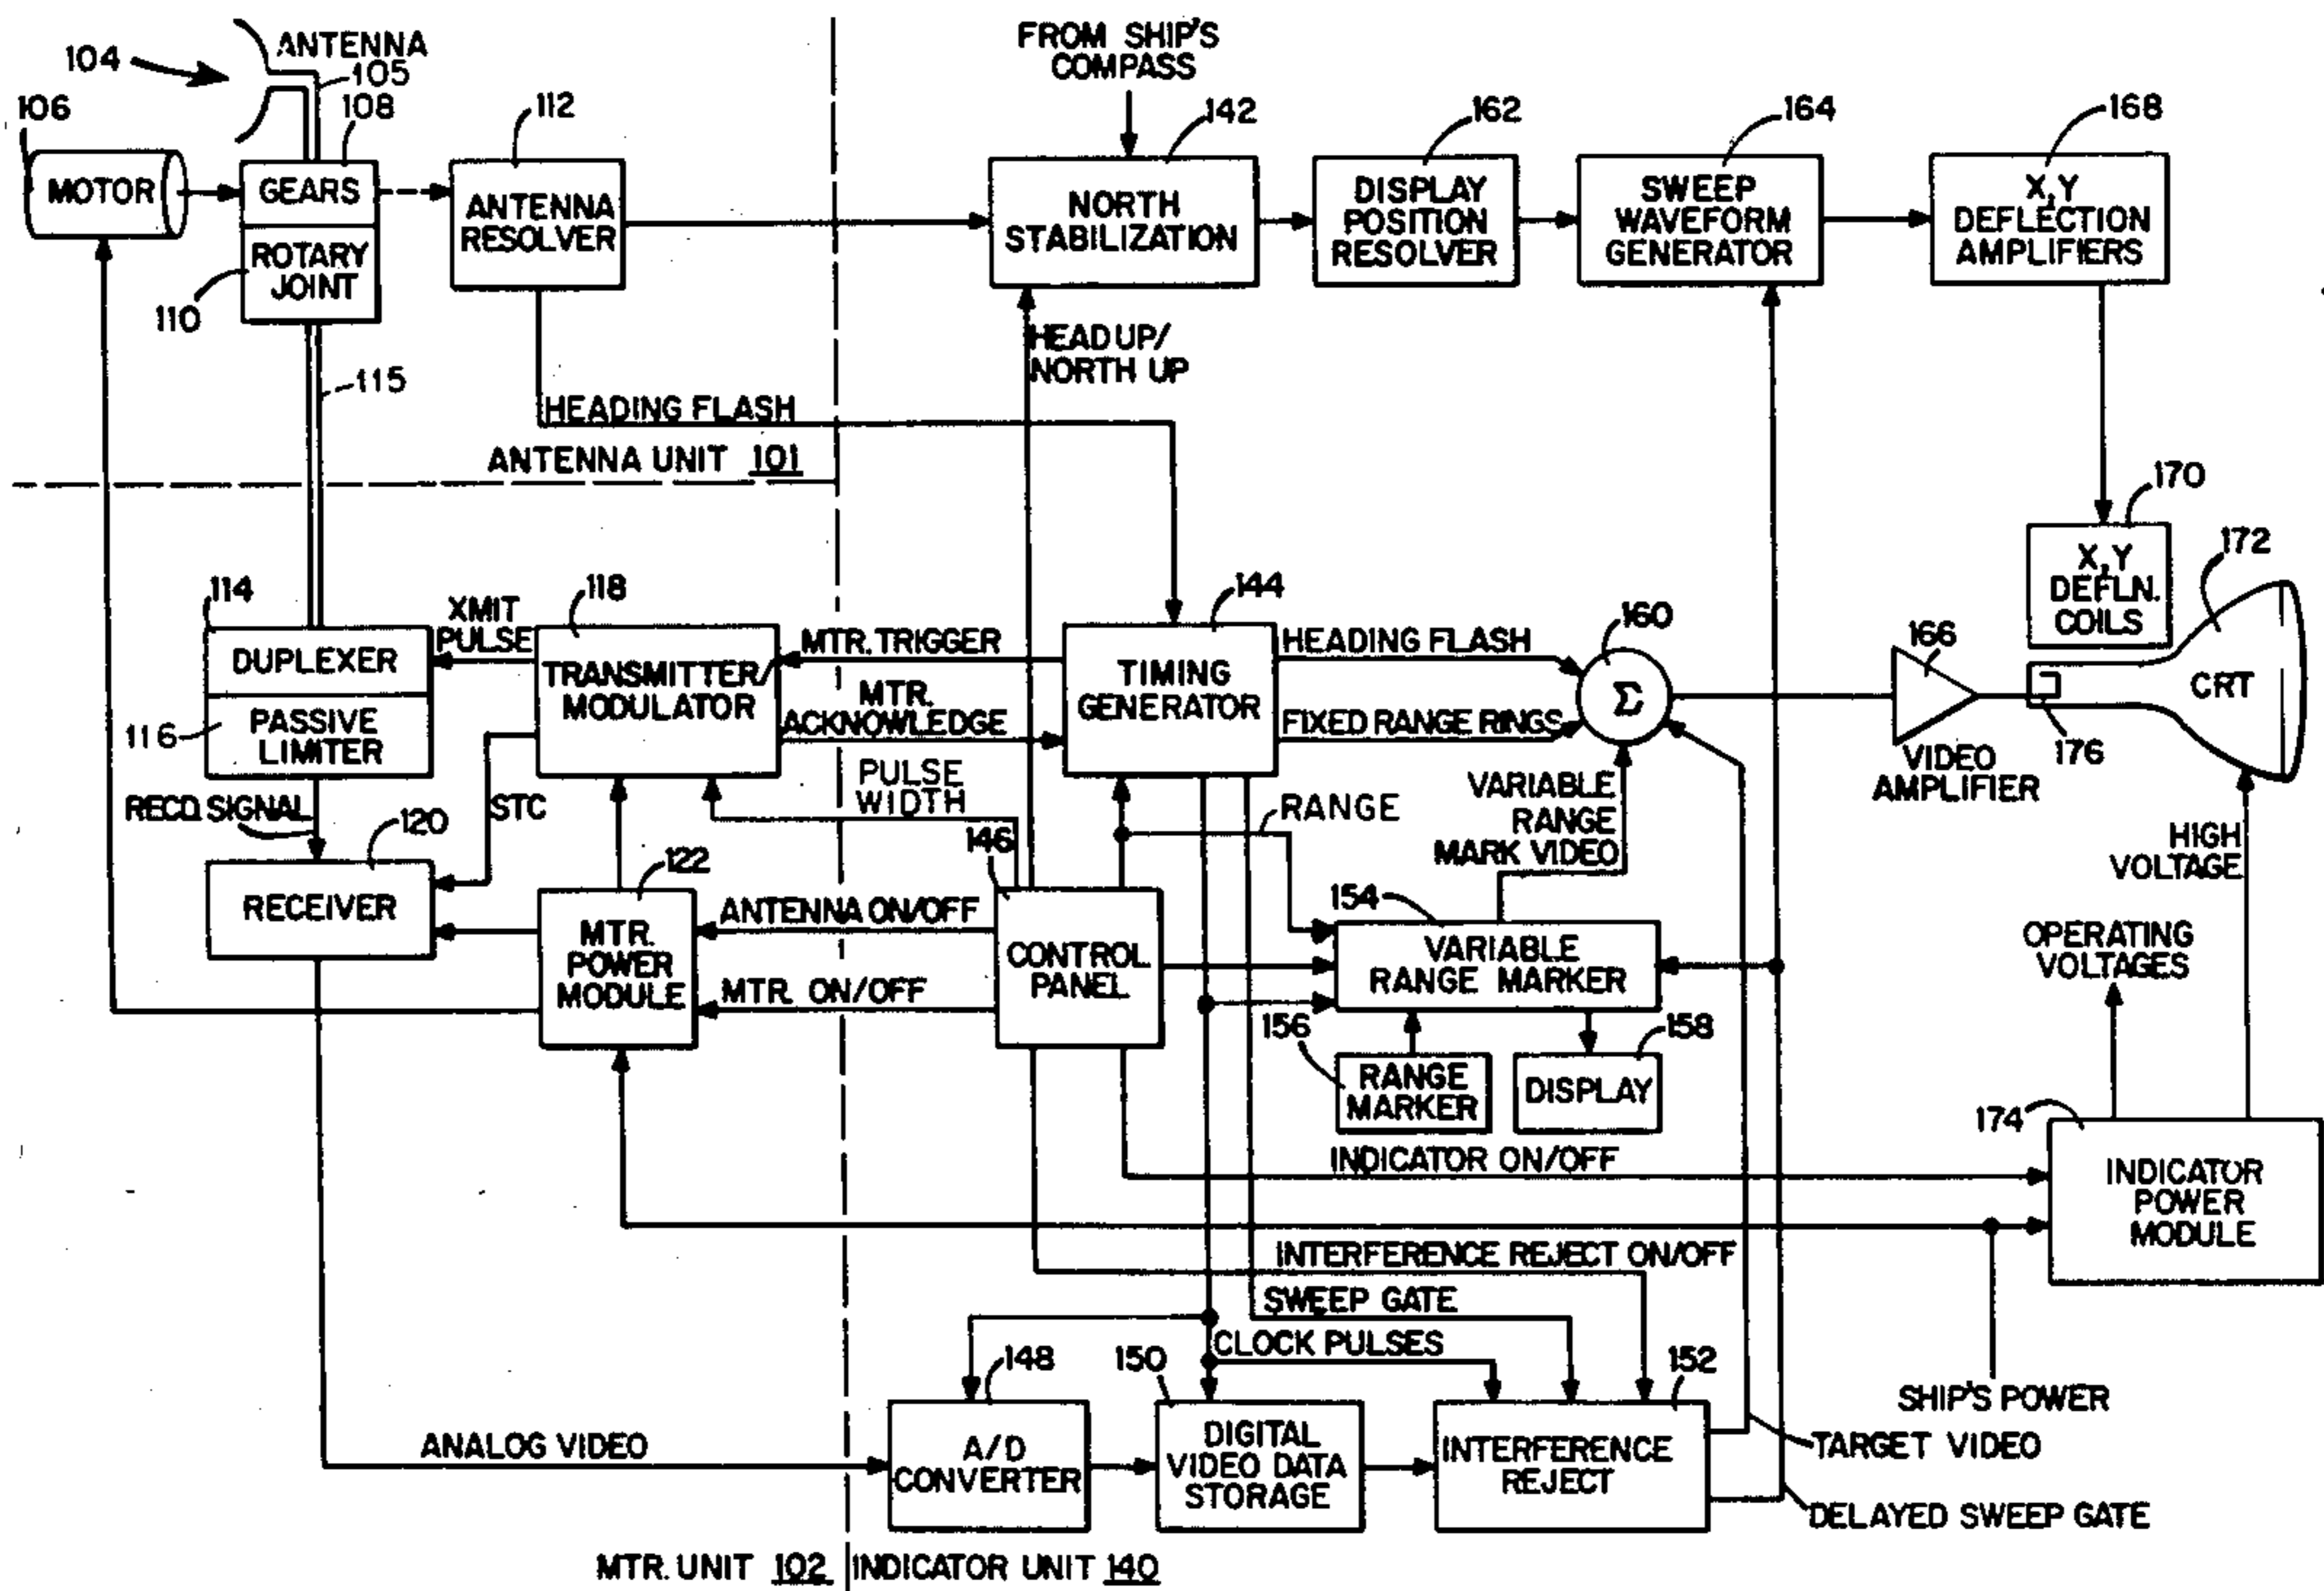 FROM SHIP'S
COMPASS
104
ANTENNA
105
106
108
112
142
162
164
168
MOTOR
GEARS
ROTARY
JOINT
110
ANTENNA
RESOLVER
NORTH
STABILIZATION
DISPLAY
POSITION
RESOLVER
SWEEP
WAVEFORM
GENERATOR
X,Y
DEFLECTION
AMPLIFIERS
115
HEAD UP/
NORTH UP
HEADING FLASH
ANTENNA UNIT 101
170
X,Y
DEFLN.
COILS
172
CRT
114
DUPLEXER
116
PASSIVE
LIMITER
XMIT
PULSE
118
TRANSMITTER/
MODULATOR
MTR. TRIGGER
MTR.
ACKNOWLEDGE
144
TIMING
GENERATOR
HEADING FLASH
FIXED RANGE RINGS
160
Σ
166
VIDEO
AMPLIFIER
176
RECD. SIGNAL
STC
PULSE
WIDTH
RANGE
VARIABLE
RANGE
MARK VIDEO
HIGH
VOLTAGE
120
RECEIVER
122
MTR.
POWER
MODULE
ANTENNA ON/OFF
MTR. ON/OFF
146
CONTROL
PANEL
154
VARIABLE
RANGE MARKER
OPERATING
VOLTAGES
156
RANGE
MARKER
158
DISPLAY
174
INDICATOR
POWER
MODULE
INDICATOR ON/OFF
INTERFERENCE REJECT ON/OFF
SWEEP GATE
CLOCK PULSES
148
A/D
CONVERTER
150
DIGITAL
VIDEO DATA
STORAGE
152
INTERFERENCE
REJECT
SHIP'S POWER
TARGET VIDEO
DELAYED SWEEP GATE
ANALOG VIDEO
MTR. UNIT 102
INDICATOR UNIT 140